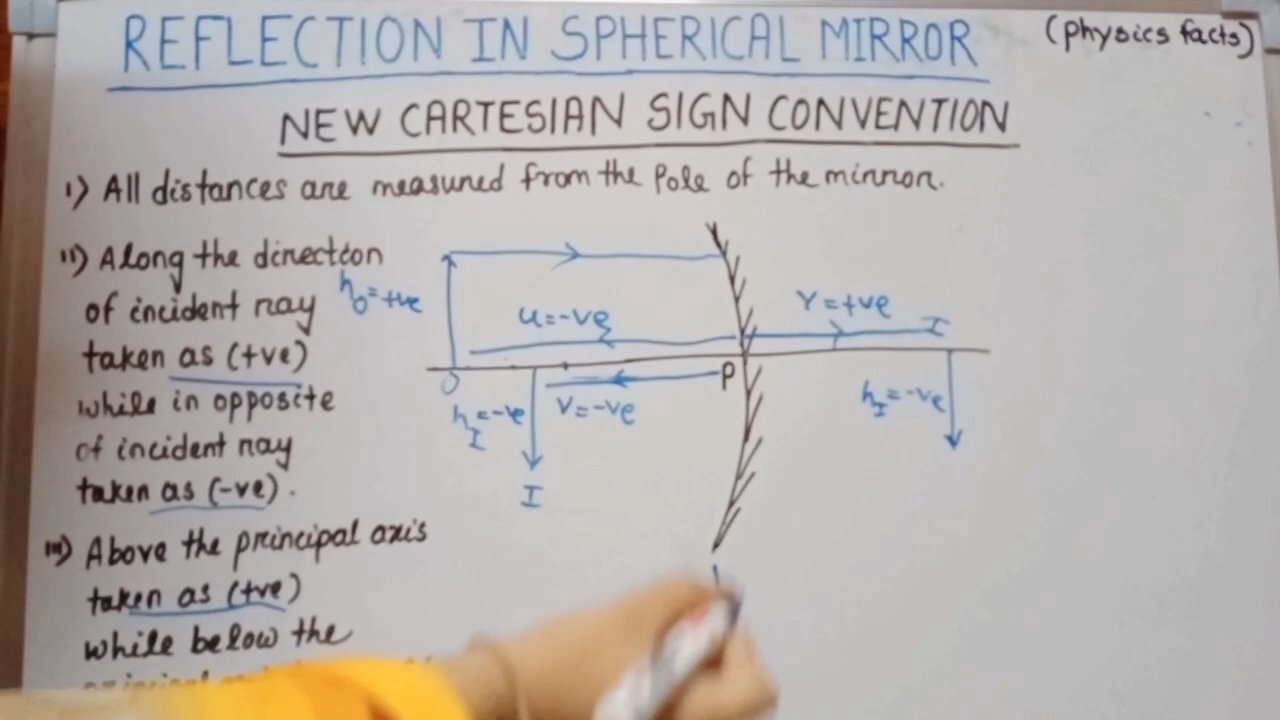 REFLECTION IN SPHERICAL MIRROR
(physics facts)
NEW CARTESIAN SIGN CONVENTION
i) All distances are measured from the Pole of the mirror.
ii) Along the direction
of incident ray
taken as (+ve)
while in opposite
of incident ray
taken as (-ve).
iii) Above the principal axis
taken as (+ve)
while below the
h₀=+ve
u=-ve
V=+ve
I
O
P
h_I=-ve
V=-ve
h_I=-ve
I